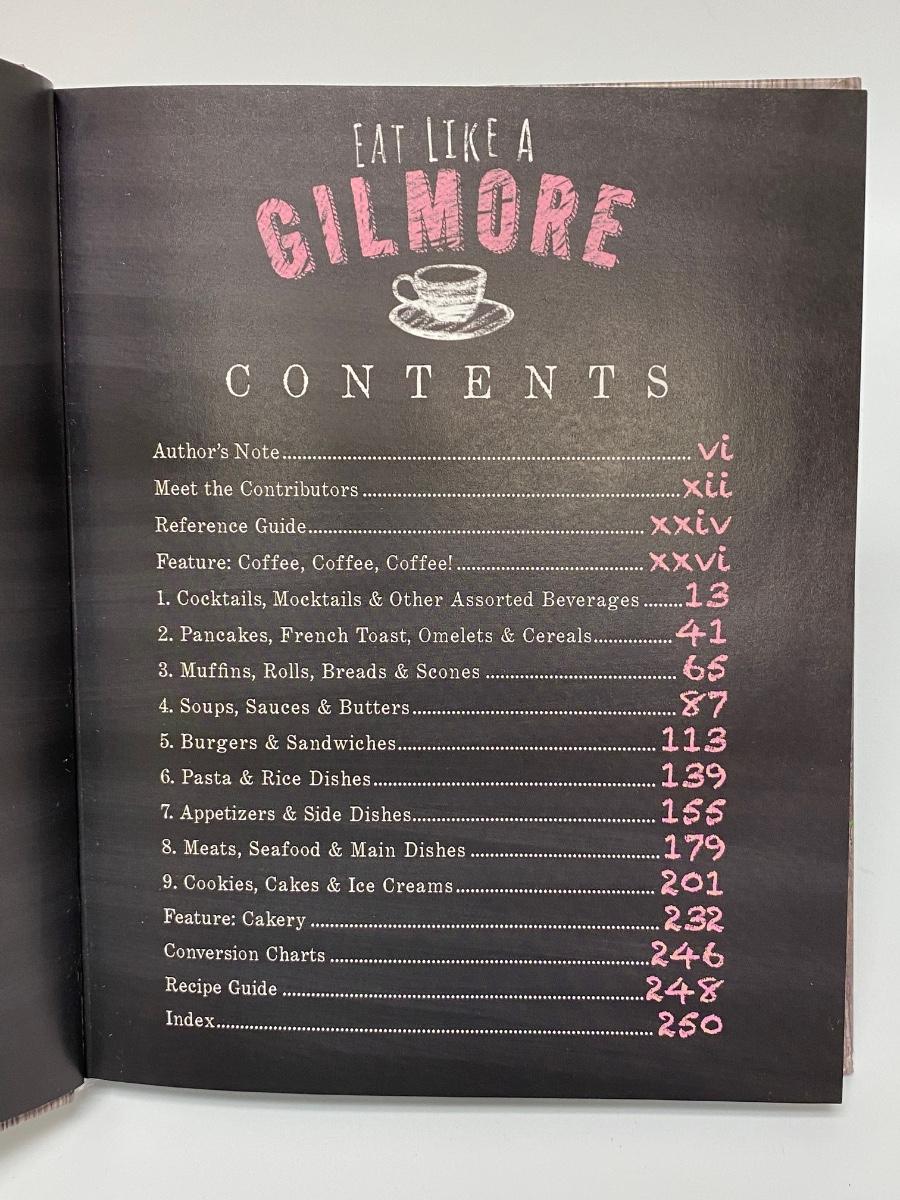 EAT LIKE A
GILMORE
CONTENTS
Author's Note........ vi
Meet the Contributors........ xii
Reference Guide........ xxiv
Feature: Coffee, Coffee, Coffee!........ xxvi
1. Cocktails, Mocktails & Other Assorted Beverages........13
2. Pancakes, French Toast, Omelets & Cereals........41
3. Muffins, Rolls, Breads & Scones........ 65
4. Soups, Sauces & Butters........87
5. Burgers & Sandwiches........ 113
6. Pasta & Rice Dishes........ 139
7. Appetizers & Side Dishes........ 155
8. Meats, Seafood & Main Dishes........179
9. Cookies, Cakes & Ice Creams........ 201
Feature: Cakery........232
Conversion Charts........246
Recipe Guide........248
Index........ 250